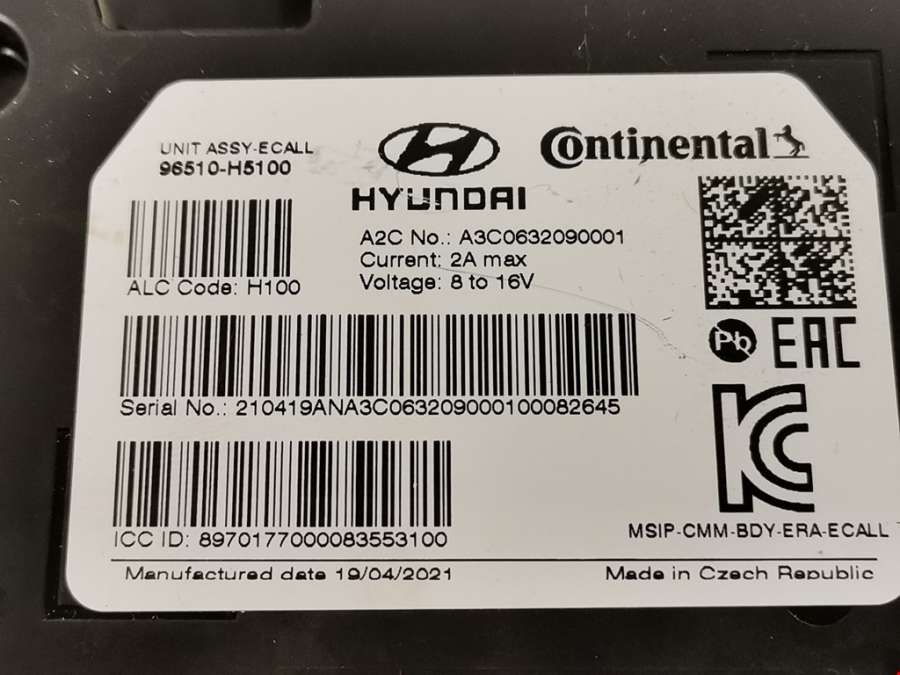 UNIT ASSY-ECALL
96510-H5100
HYUNDAI
Continental
A2C No.: A3C0632090001
Current: 2A max
Voltage: 8 to 16V
ALC Code: H100
Pb
EAC
Serial No.: 210419ANA3C063209000100082645
KC
ICC ID: 8970177000083553100
MSIP-CMM-BDY-ERA-ECALL
Manufactured date 19/04/2021
Made in Czech Republic